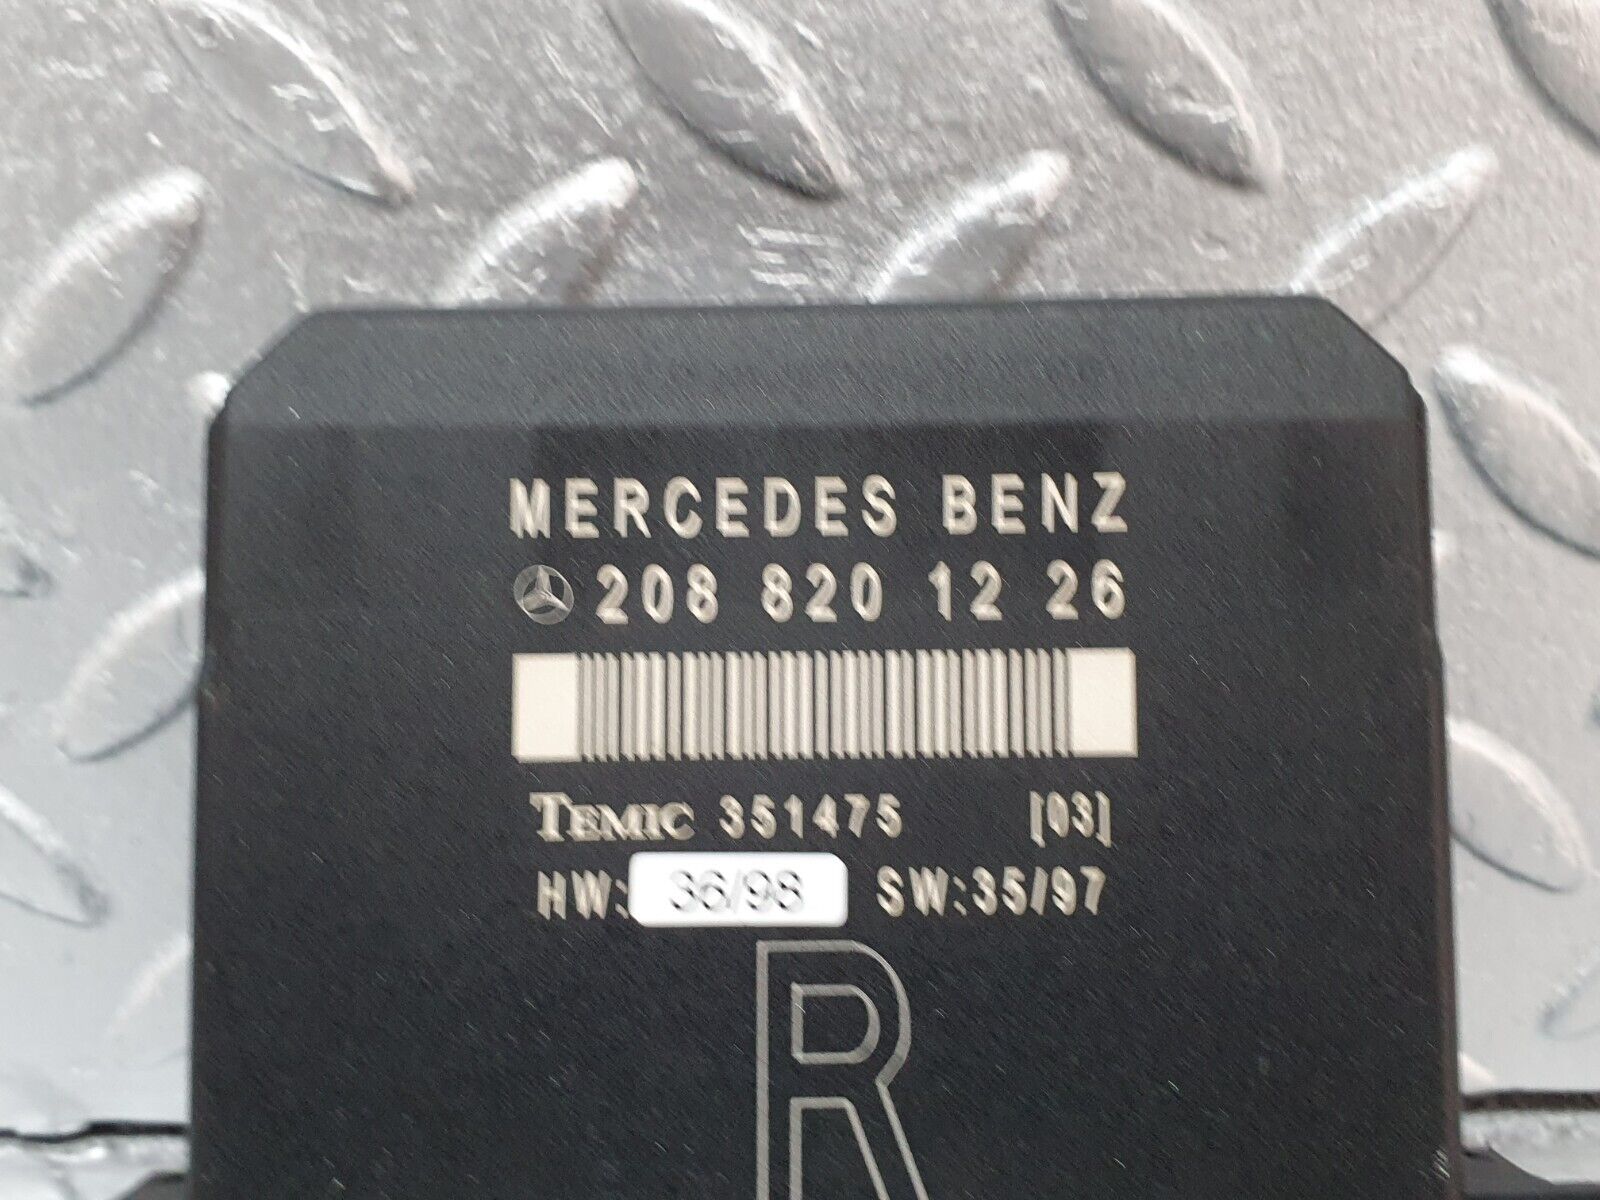 MERCEDES BENZ
208 820 12 26
TEMIC 351475 [03]
HW: 36/98 SW:35/97
R